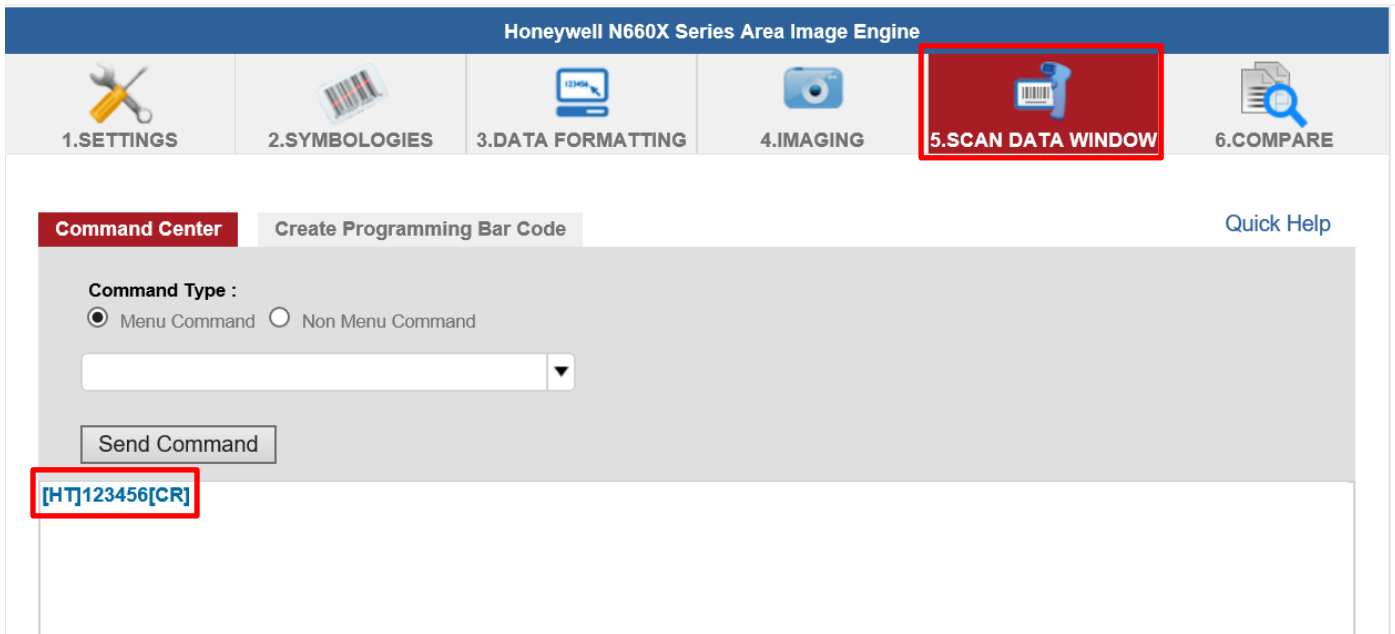 Honeywell N660X Series Area Image Engine
1.SETTINGS 2.SYMBOLOGIES 3.DATA FORMATTING 4.IMAGING 5.SCAN DATA WINDOW 6.COMPARE
Command Center Create Programming Bar Code Quick Help
Command Type :
Menu Command Non Menu Command
Send Command
[HT]123456[CR]